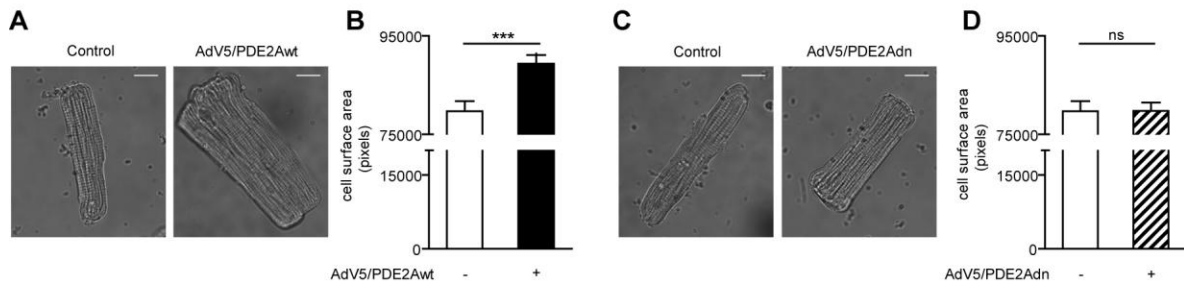 A
Control
AdV5/PDE2Awt
B
95000
***
75000
cell surface area
(pixels)
15000
0
AdV5/PDE2Awt - +
C
Control
AdV5/PDE2Adn
D
95000
ns
75000
cell surface area
(pixels)
15000
0
AdV5/PDE2Adn - +